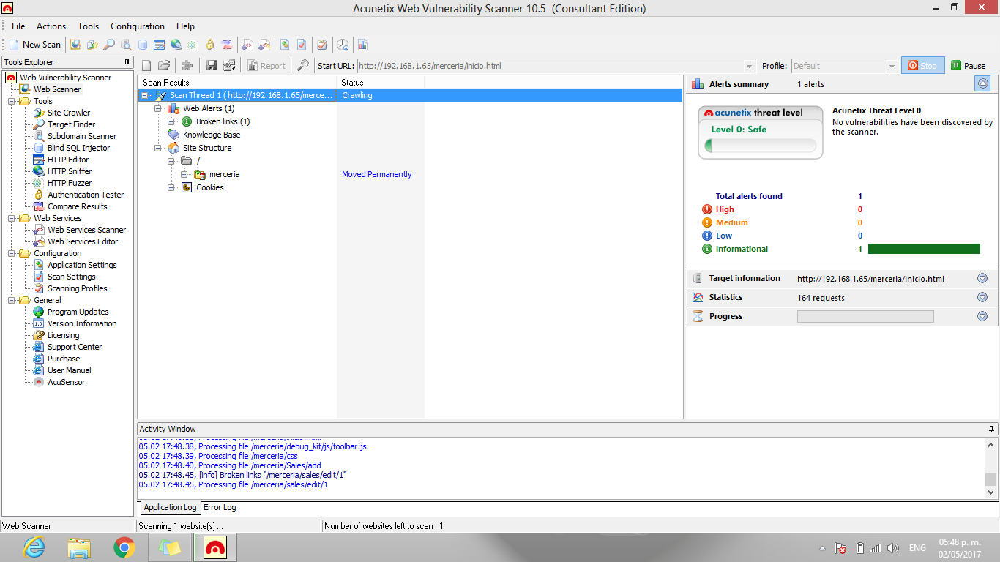 Acunetix Web Vulnerability Scanner 10.5 (Consultant Edition)
File Actions Tools Configuration Help
New Scan
Tools Explorer
Report
Start URL: http://192.168.1.65/merceria/inicio.html
Profile: Default
Stop
Pause
Web Vulnerability Scanner
Web Scanner
Tools
Site Crawler
Target Finder
Subdomain Scanner
Blind SQL Injector
HTTP Editor
HTTP Sniffer
HTTP Fuzzer
Authentication Tester
Compare Results
Web Services
Web Services Scanner
Web Services Editor
Configuration
Application Settings
Scan Settings
Scanning Profiles
General
Program Updates
1.0 Version Information
Licensing
Support Center
Purchase
User Manual
AcuSensor
Scan Results Status
Scan Thread 1 ( http://192.168.1.65/merce... Crawling
Web Alerts (1)
Broken links (1)
Knowledge Base
Site Structure
/
merceria Moved Permanently
Cookies
Alerts summary 1 alerts
acunetix threat level
Level 0: Safe
Acunetix Threat Level 0
No vulnerabilities have been discovered by
the scanner.
Total alerts found 1
High 0
Medium 0
Low 0
Informational 1
Target information http://192.168.1.65/merceria/inicio.html
Statistics 164 requests
Progress
Activity Window
05.02 17:48.38, Processing file /merceria/debug_kit/js/toolbar.js
05.02 17:48.39, Processing file /merceria/css
05.02 17:48.40, Processing file /merceria/Sales/add
05.02 17:48.45, [info] Broken links "/merceria/sales/edit/1"
05.02 17:48.45, Processing file /merceria/sales/edit/1
Application Log Error Log
Web Scanner
Scanning 1 website(s) ...
Number of websites left to scan : 1
ENG
05:48 p. m.
02/05/2017